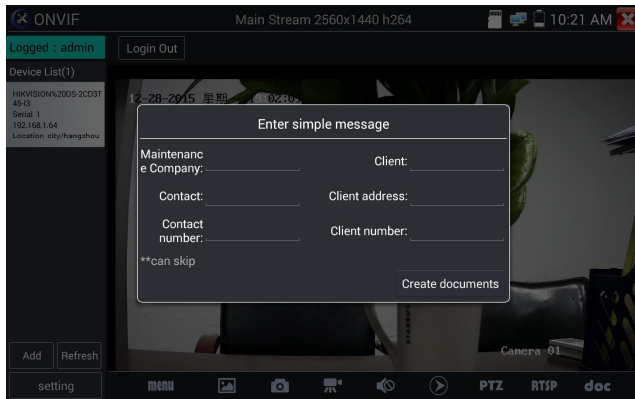 ONVIF
Main Stream 2560x1440 h264
10:21 AM
Logged : admin
Login Out
Device List(1)
HIKVISION%20DS-2CD3T
45-I3
Serial 1
192.168.1.64
Location city/hangzhou
12-28-2015 星期
Enter simple message
Maintenanc
e Company:
Client:
Contact:
Client address:
Contact
number:
Client number:
**can skip
Create documents
Camera 01
Add
Refresh
setting
menu
PTZ
RTSP
doc